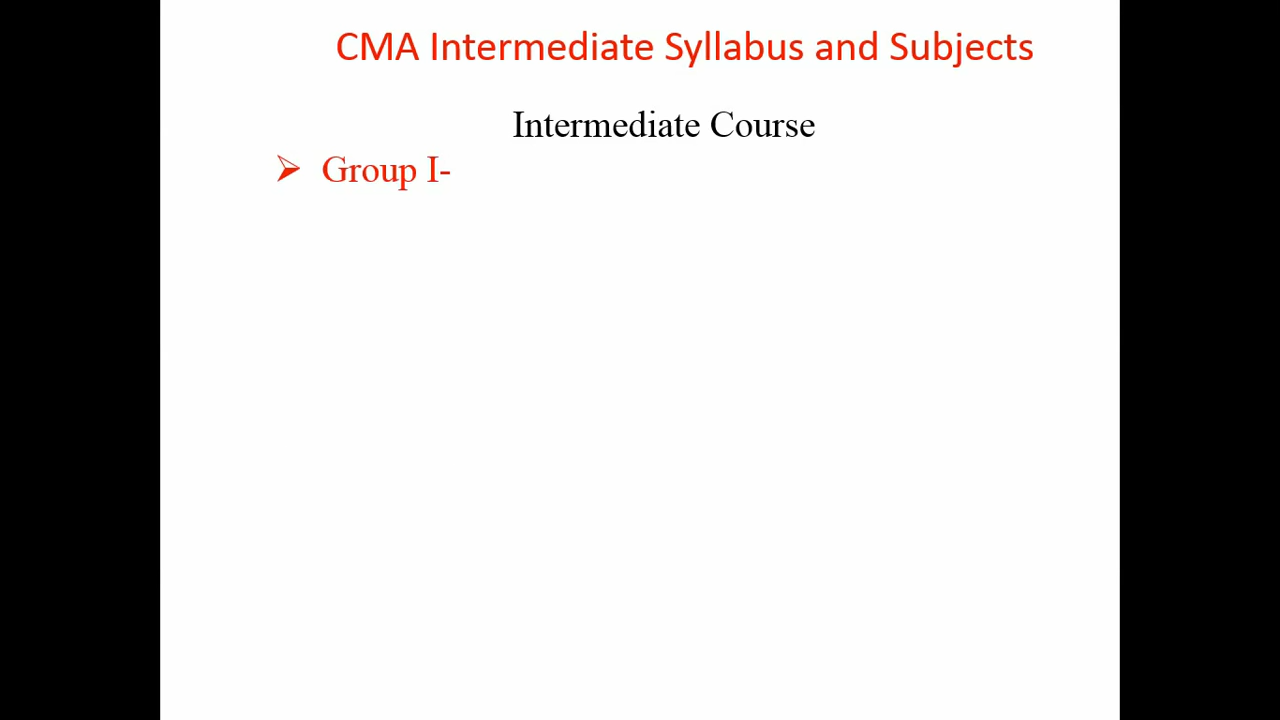 CMA Intermediate Syllabus and Subjects
Intermediate Course
➢ Group I-